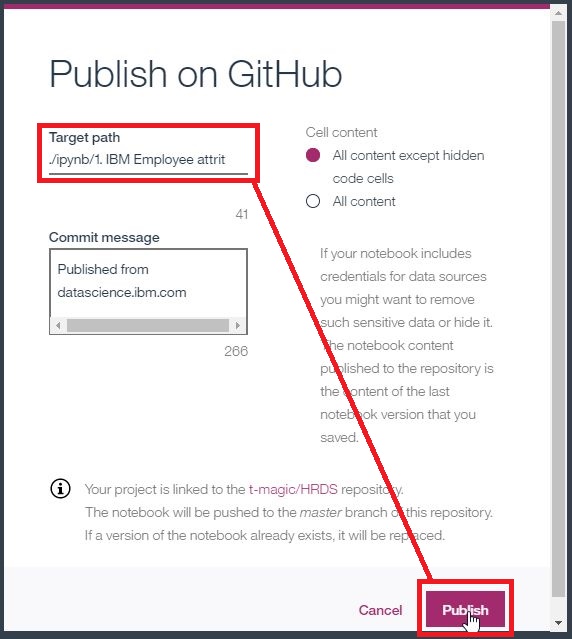 Publish on GitHub
Target path
./ipynb/1. IBM Employee attrit
41
Commit message
Published from
datascience.ibm.com
266
Cell content
All content except hidden
code cells
All content
If your notebook includes
credentials for data sources
you might want to remove
such sensitive data or hide it.
The notebook content
published to the repository is
the content of the last
notebook version that you
saved.
Your project is linked to the t-magic/HRDS repository.
The notebook will be pushed to the master branch of this repository.
If a version of the notebook already exists, it will be replaced.
Cancel
Publish